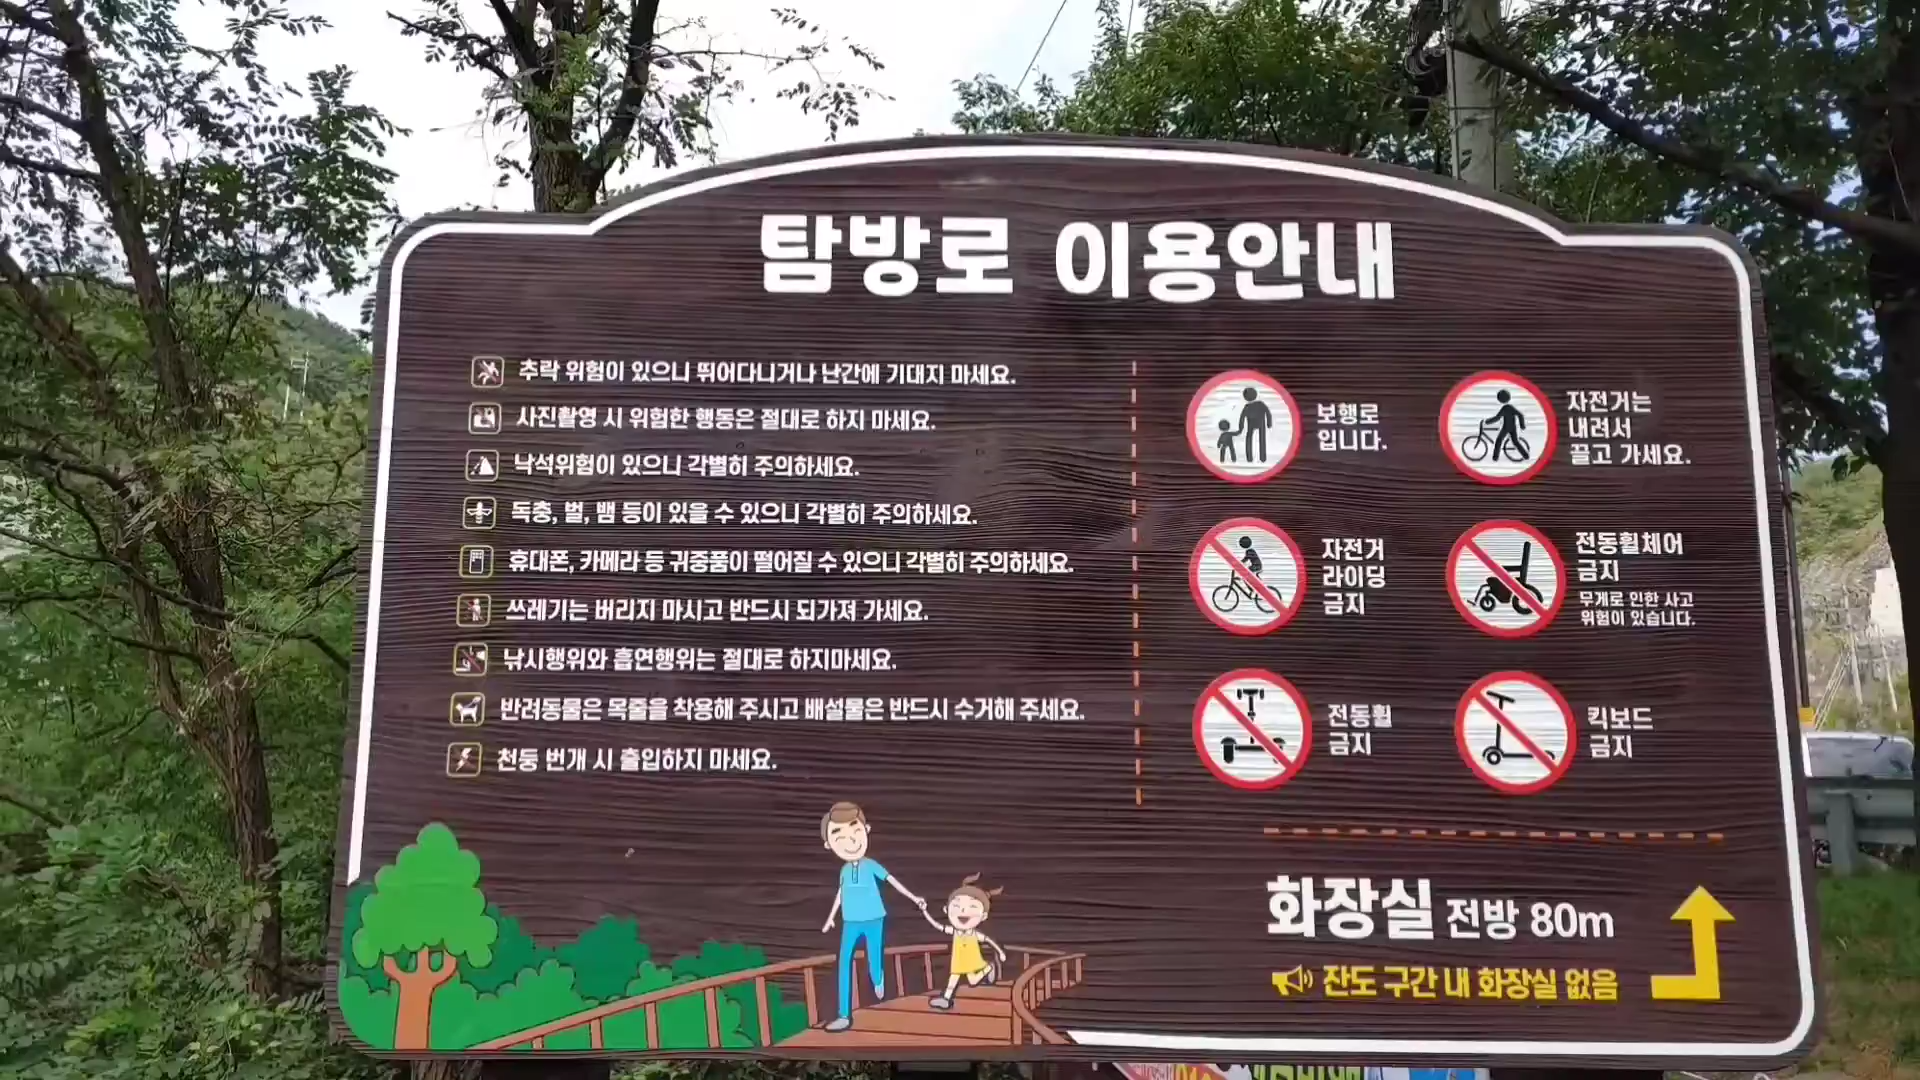 탐방로 이용안내
추락 위험이 있으니 뛰어다니거나 난간에 기대지 마세요.
사진촬영 시 위험한 행동은 절대로 하지 마세요.
낙석위험이 있으니 각별히 주의하세요.
독충, 벌, 뱀 등이 있을 수 있으니 각별히 주의하세요.
휴대폰, 카메라 등 귀중품이 떨어질 수 있으니 각별히 주의하세요.
쓰레기는 버리지 마시고 반드시 되가져 가세요.
낚시행위와 흡연행위는 절대로 하지마세요.
반려동물은 목줄을 착용해 주시고 배설물은 반드시 수거해 주세요.
천둥 번개 시 출입하지 마세요.
보행로
입니다.
자전거는
내려서
끌고 가세요.
자전거
라이딩
금지
전동휠체어
금지
무게로 인한 사고
위험이 있습니다.
전동휠
금지
킥보드
금지
화장실 전방 80m
잔도 구간 내 화장실 없음